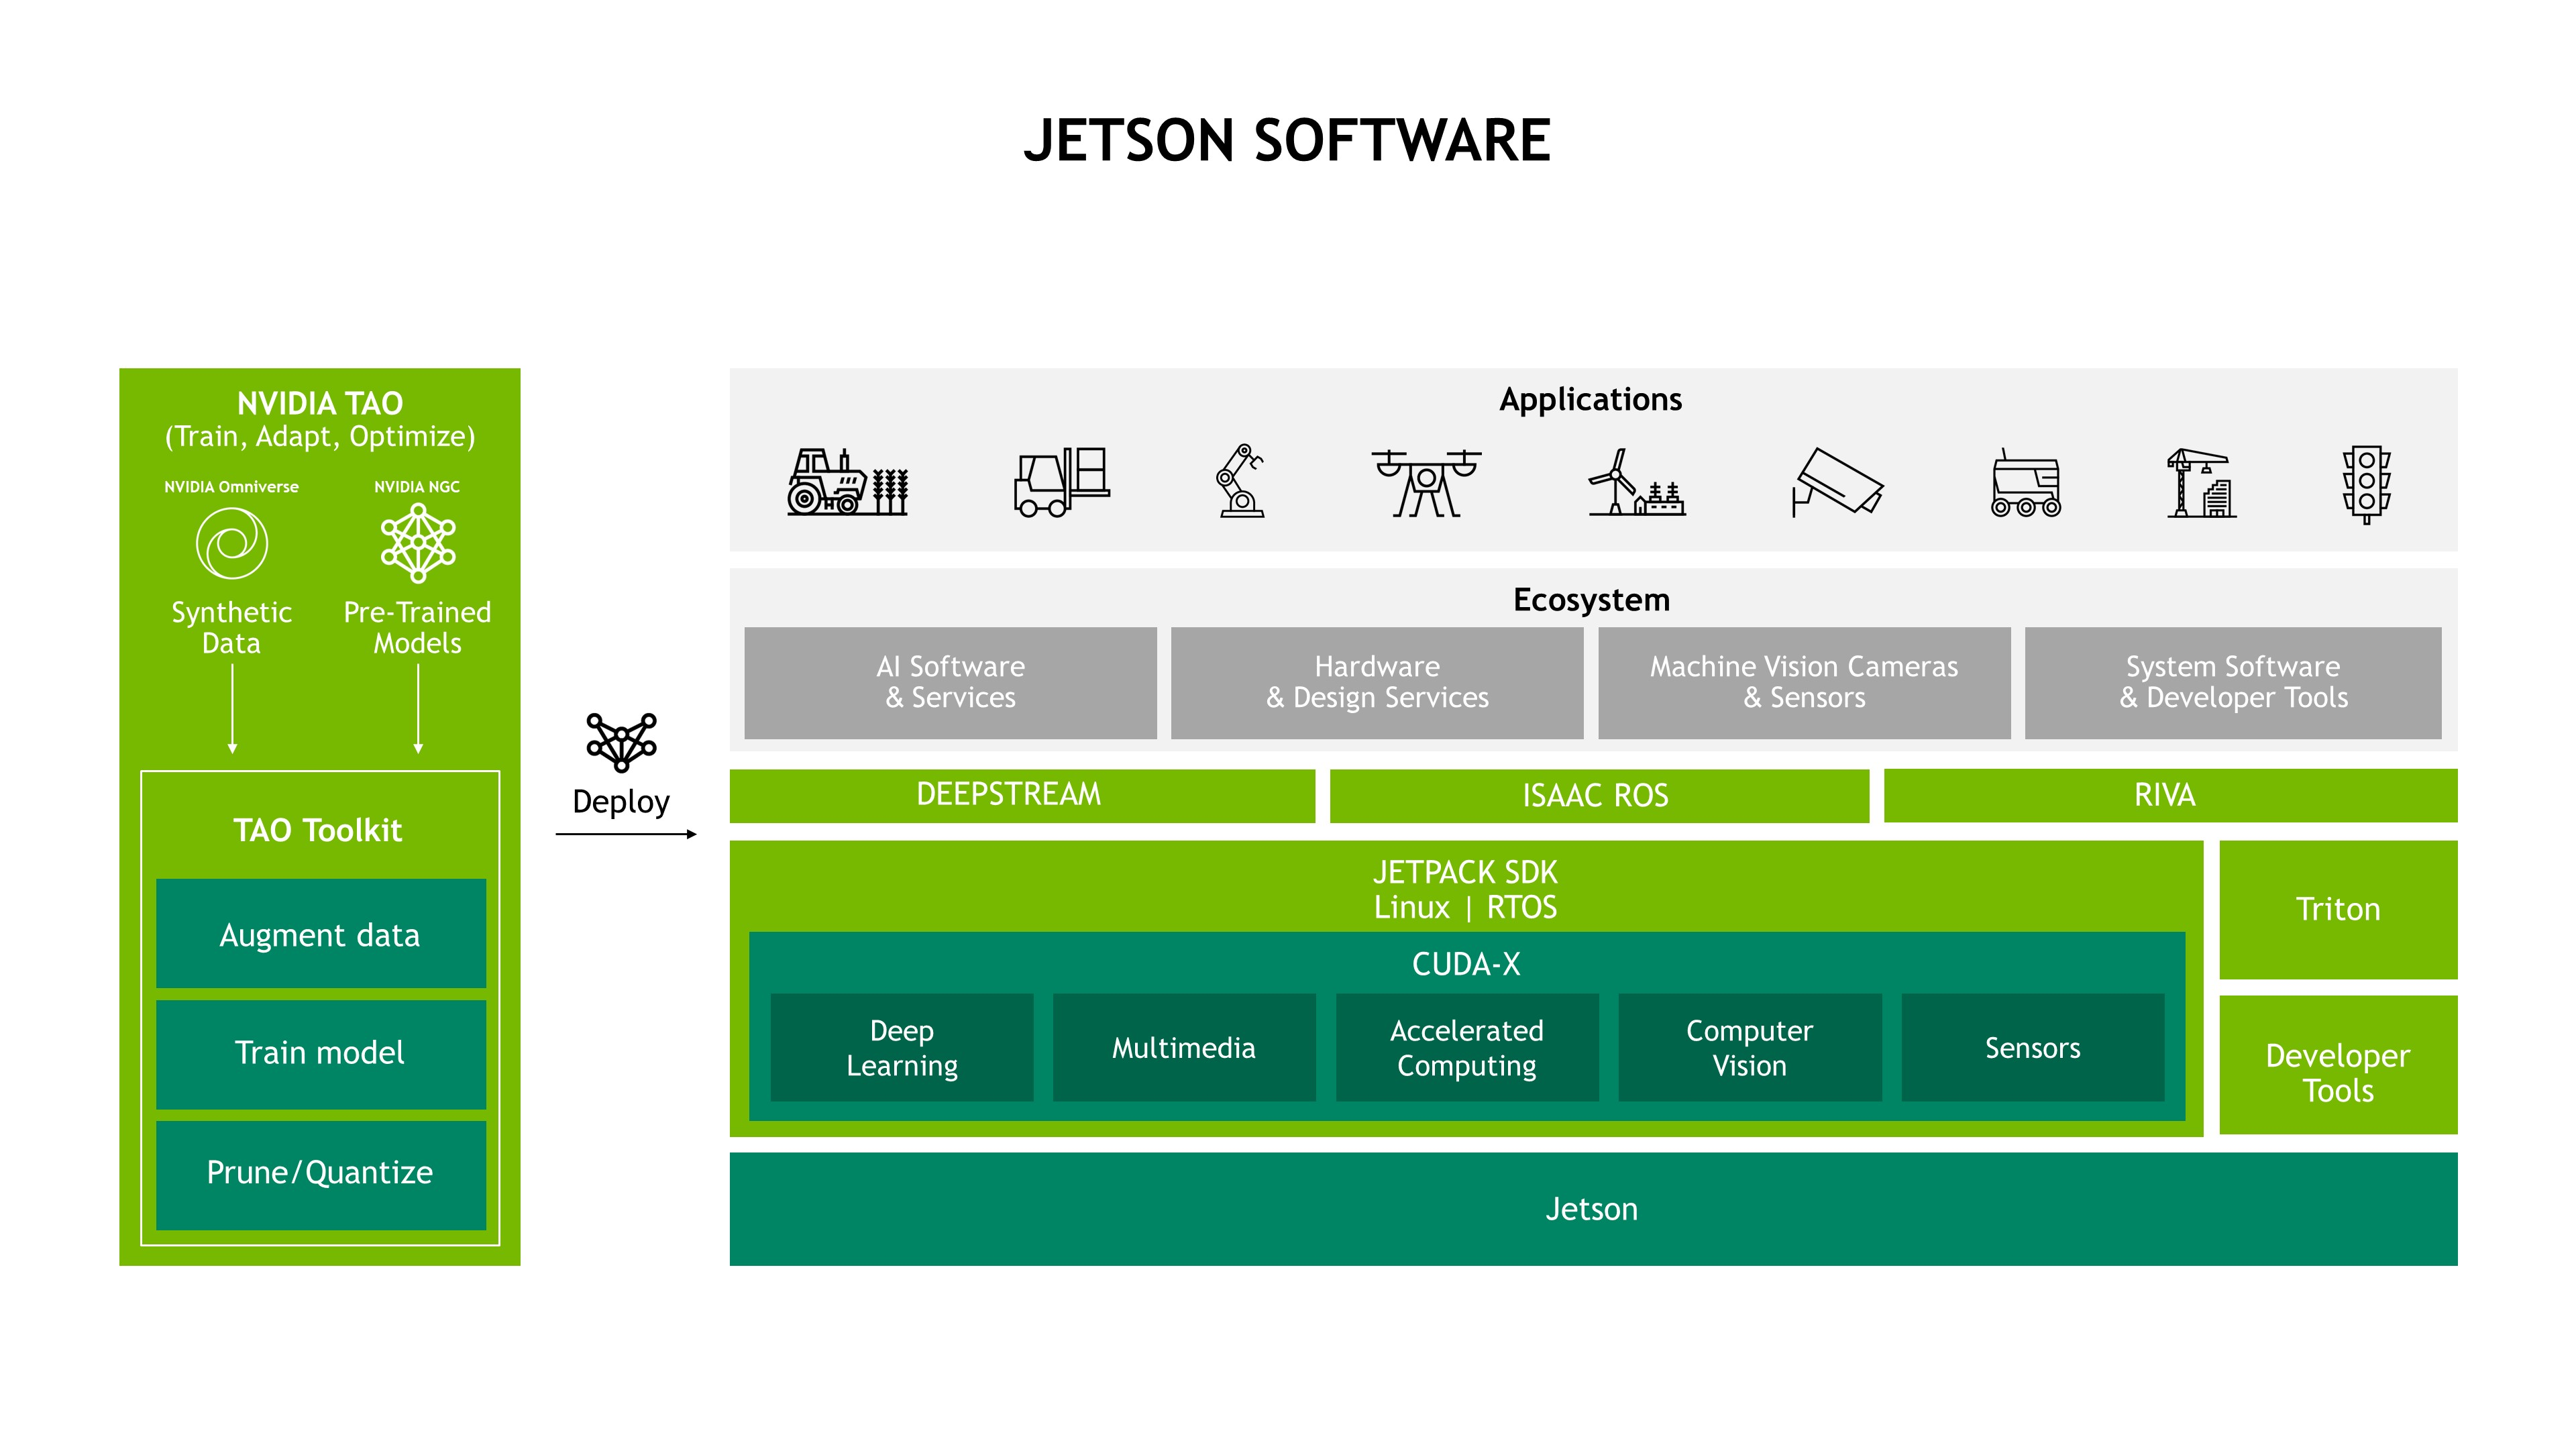 JETSON SOFTWARE
NVIDIA TAO
(Train, Adapt, Optimize)
NVIDIA Omniverse
NVIDIA NGC
Synthetic
Data
Pre-Trained
Models
TAO Toolkit
Augment data
Train model
Prune/Quantize
Deploy
Applications
Ecosystem
AI Software
& Services
Hardware
& Design Services
Machine Vision Cameras
& Sensors
System Software
& Developer Tools
DEEPSTREAM
ISAAC ROS
RIVA
JETPACK SDK
Linux | RTOS
CUDA-X
Deep
Learning
Multimedia
Accelerated
Computing
Computer
Vision
Sensors
Triton
Developer
Tools
Jetson